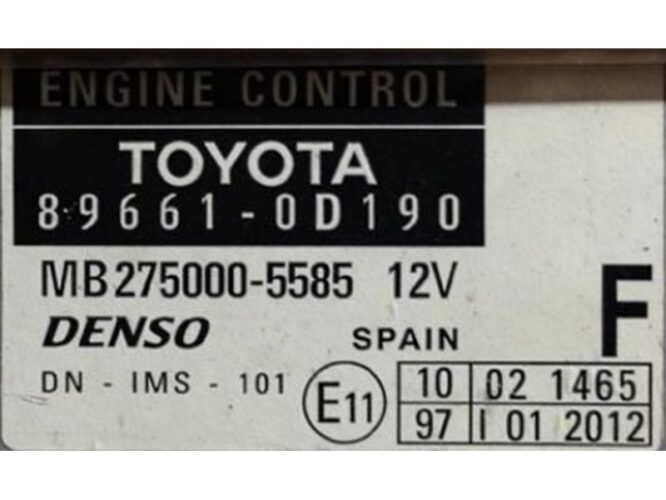 ENGINE CONTROL
TOYOTA
89661-0D190
MB275000-5585 12V
F
DENSO SPAIN
DN - IMS - 101
E11
10 02 1465
97 I 01 2012